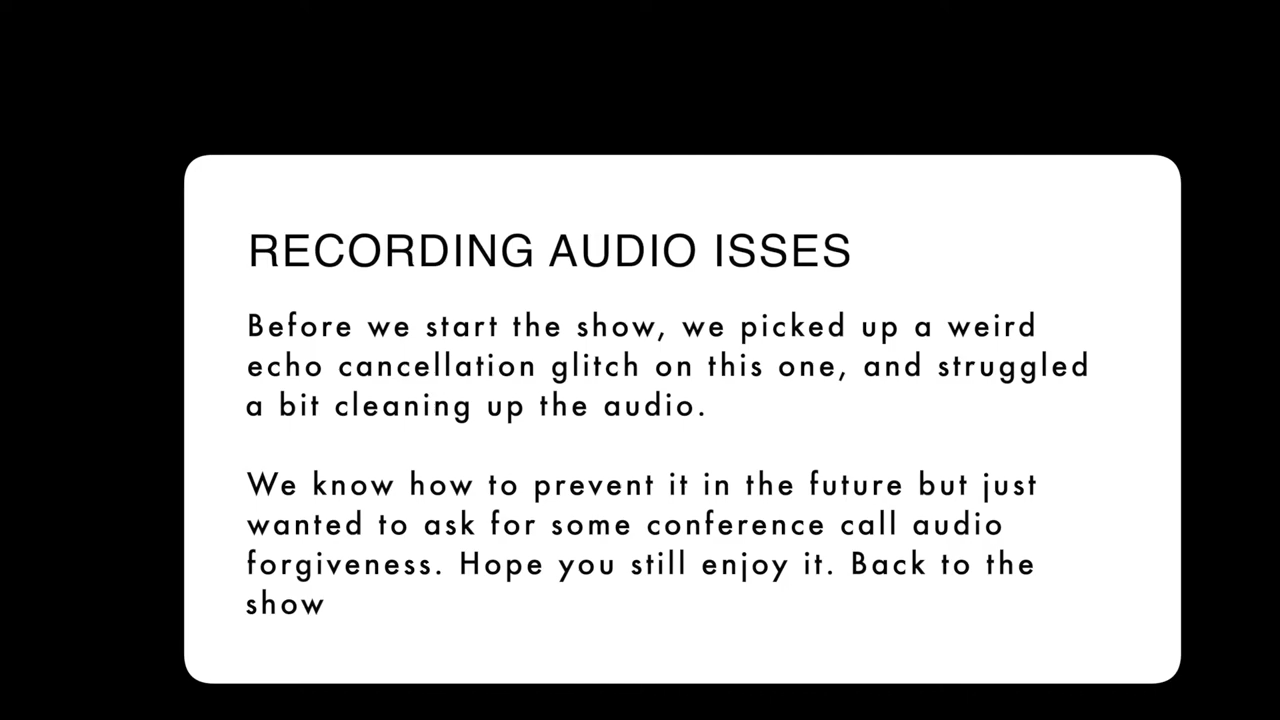 RECORDING AUDIO ISSES
Before we start the show, we picked up a weird
echo cancellation glitch on this one, and struggled
a bit cleaning up the audio.
We know how to prevent it in the future but just
wanted to ask for some conference call audio
forgiveness. Hope you still enjoy it. Back to the
show